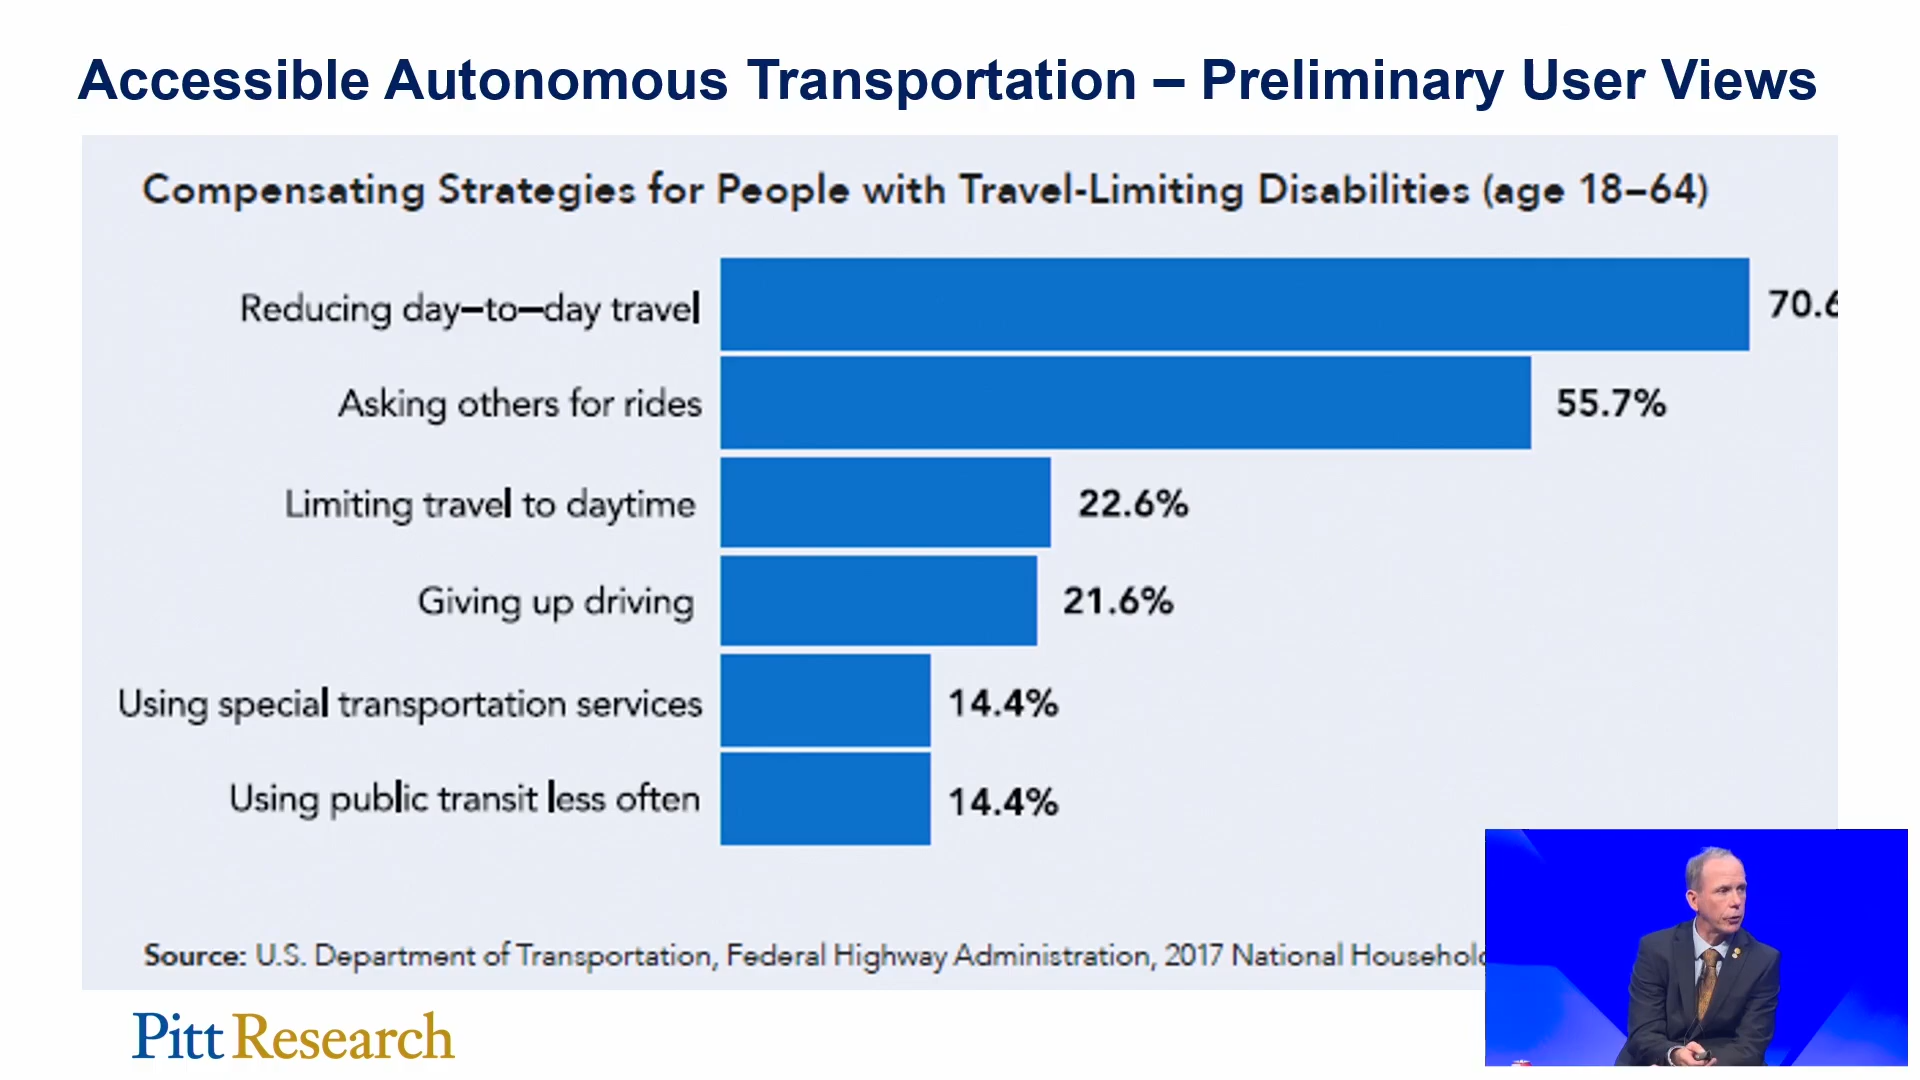 Accessible Autonomous Transportation – Preliminary User Views
Compensating Strategies for People with Travel-Limiting Disabilities (age 18–64)
Reducing day–to–day travel 70.6
Asking others for rides 55.7%
Limiting travel to daytime 22.6%
Giving up driving 21.6%
Using special transportation services 14.4%
Using public transit less often 14.4%
Source: U.S. Department of Transportation, Federal Highway Administration, 2017 National
Pitt Research